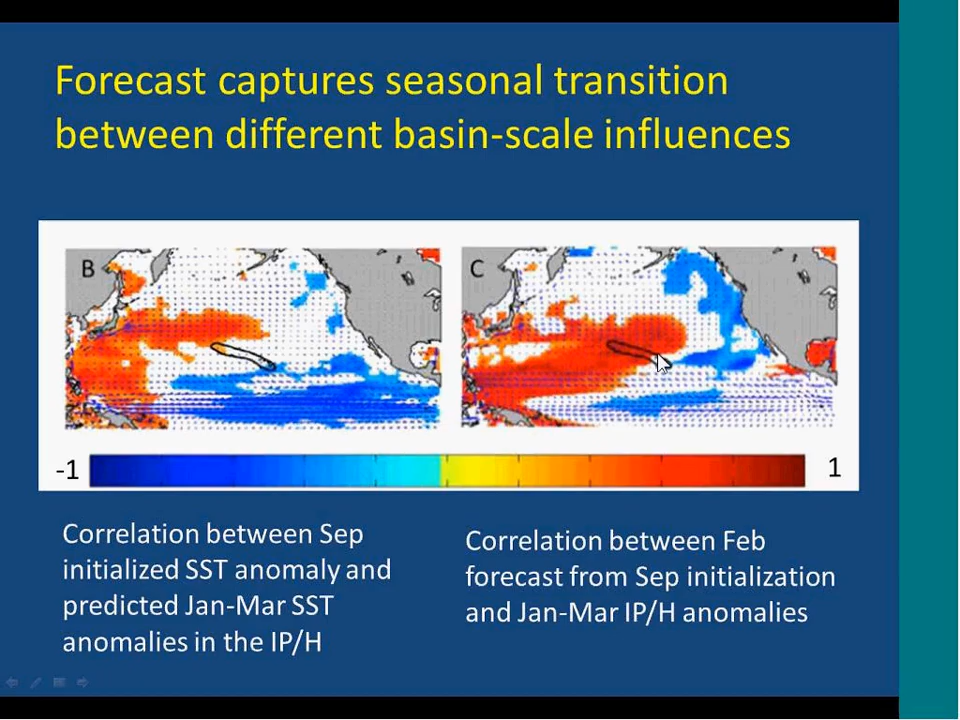 Forecast captures seasonal transition
between different basin-scale influences
B
C
-1
1
Correlation between Sep
initialized SST anomaly and
predicted Jan-Mar SST
anomalies in the IP/H
Correlation between Feb
forecast from Sep initialization
and Jan-Mar IP/H anomalies